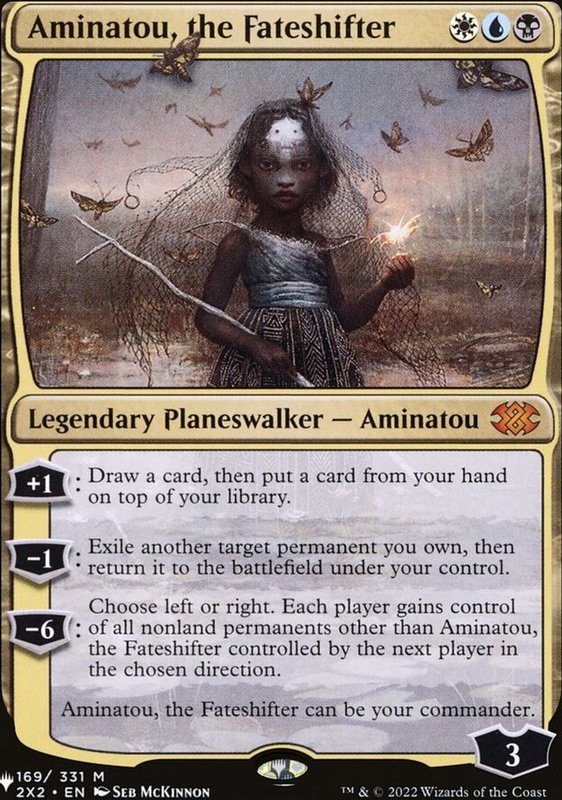 Aminatou, the Fateshifter
Legendary Planeswalker — Aminatou
+1: Draw a card, then put a card from your hand
on top of your library.
−1: Exile another target permanent you own, then
return it to the battlefield under your control.
Choose left or right. Each player gains control
−6: of all nonland permanents other than Aminatou,
the Fateshifter controlled by the next player in
the chosen direction.
Aminatou, the Fateshifter can be your commander.
3
169/ 331 M
2X2 • EN Seb McKinnon
™ & © 2022 Wizards of the Coast